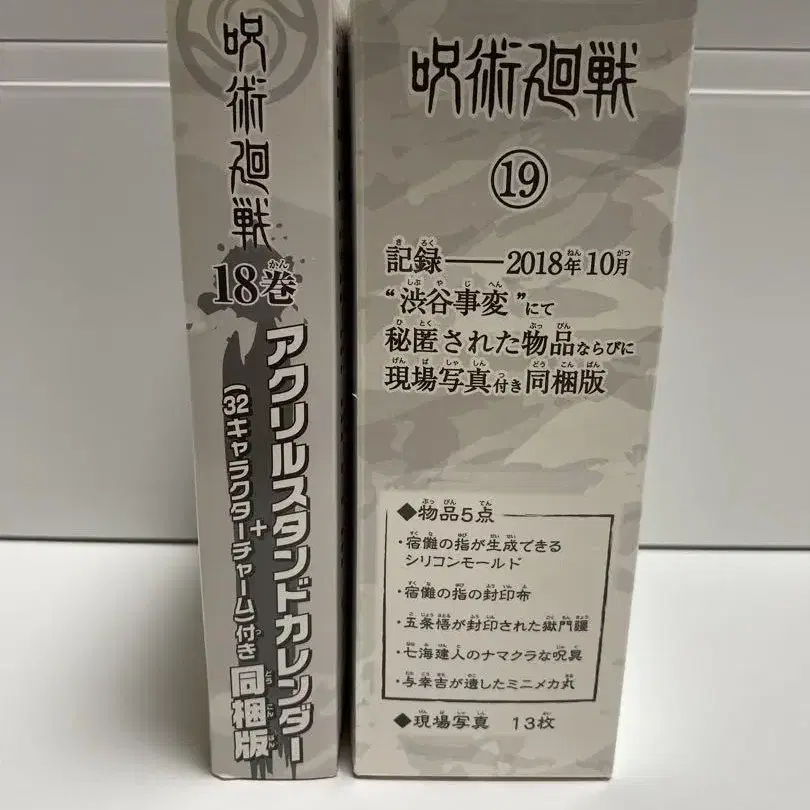 呪術廻戦
18巻
アクリルスタンドカレンダー
+
(32キャラクターチャーム)付き
同梱版
呪術廻戦
⑲
記録——2018年10月
“渋谷事変”にて
秘匿された物品ならびに
現場写真付き同梱版
◆物品5点
・宿儺の指が生成できる
シリコンモールド
・宿儺の指の封印布
・五条悟が封印された獄門疆
・七海建人のナマクラな呪具
・与幸吉が遺したミニメカ丸
◆現場写真 13枚